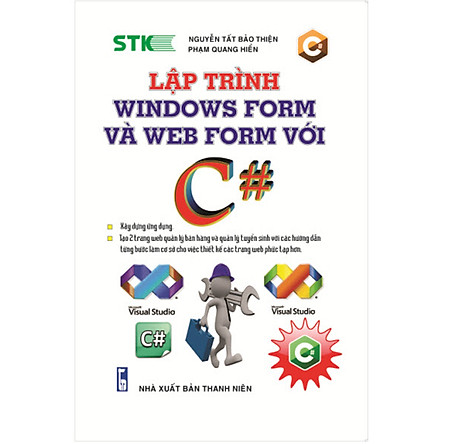 STK
NGUYỄN TẤT BẢO THIỆN
PHẠM QUANG HIỂN
C#
LẬP TRÌNH
WINDOWS FORM
VÀ WEB FORM VỚI
C#
Xây dựng ứng dụng.
Tạo 2 trang web quản lý bán hàng và quản lý tuyển sinh với các hướng dẫn
từng bước làm cơ sở cho việc thiết kế các trang web phức tạp hơn.
Microsoft
Visual Studio
Microsoft
Visual Studio
C#
C#
NHÀ XUẤT BẢN THANH NIÊN